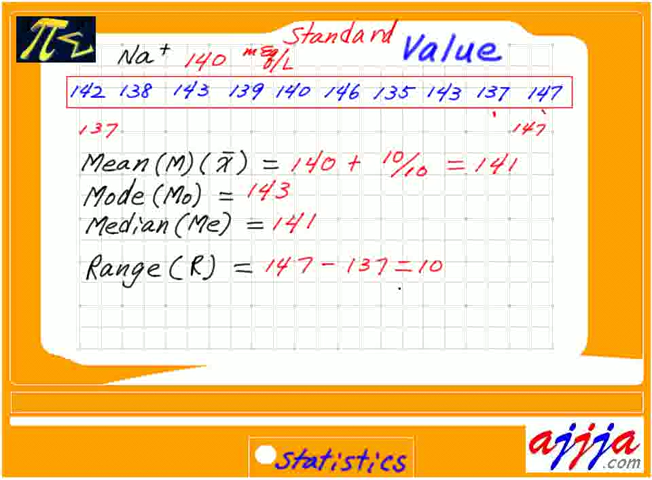 πΣ
Na+ 140 mEq/L Standard Value
142 138 143 139 140 146 135 143 137 147
137 147
Mean (M) (x̄) = 140 + 10/10 = 141
Mode (Mo) = 143
Median (Me) = 141
Range (R) = 147 - 137 = 10
Statistics
ajjja.com